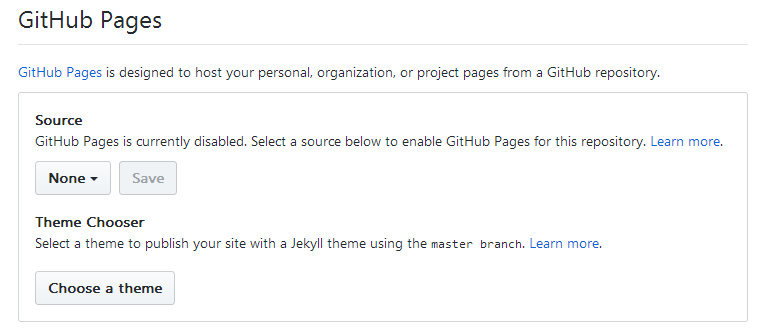 GitHub Pages
GitHub Pages is designed to host your personal, organization, or project pages from a GitHub repository.
Source
GitHub Pages is currently disabled. Select a source below to enable GitHub Pages for this repository. Learn more.
None Save
Theme Chooser
Select a theme to publish your site with a Jekyll theme using the master branch. Learn more.
Choose a theme